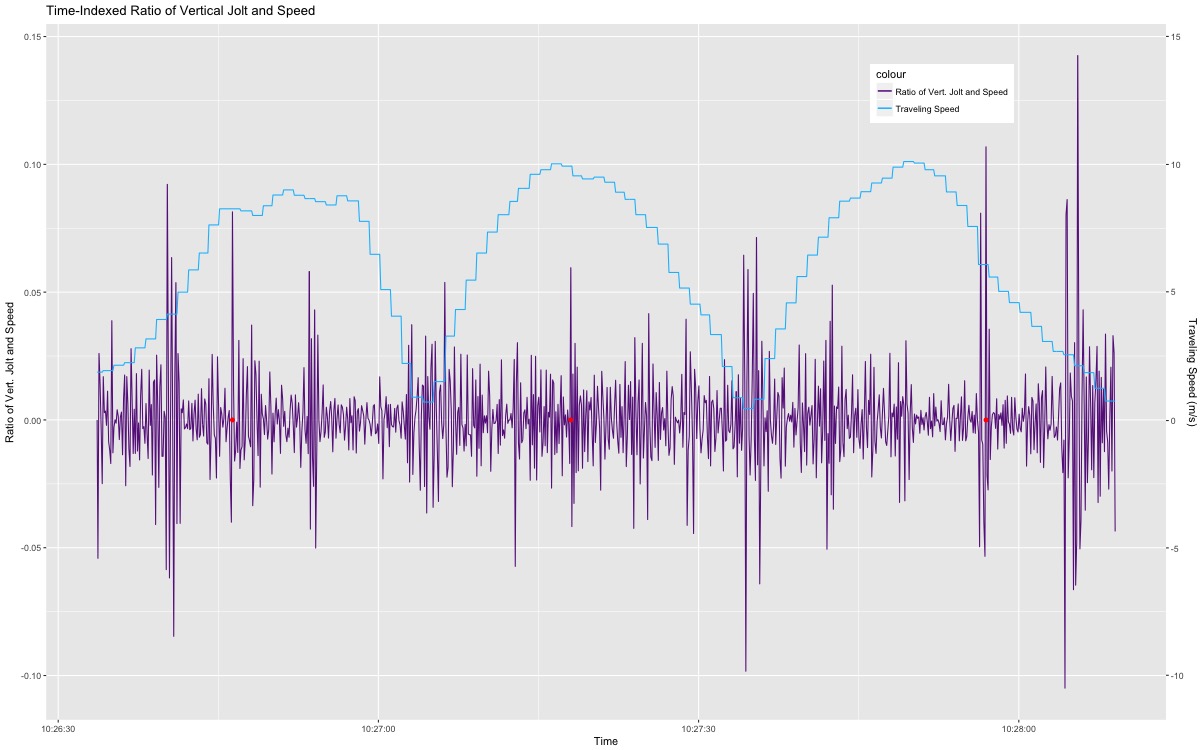 Time-Indexed Ratio of Vertical Jolt and Speed
0.15
0.10
0.05
0.00
-0.05
-0.10
Ratio of Vert. Jolt and Speed
colour
Ratio of Vert. Jolt and Speed
Traveling Speed
15
10
5
0
-5
-10
Traveling Speed (m/s)
10:26:30
10:27:00
10:27:30
10:28:00
Time